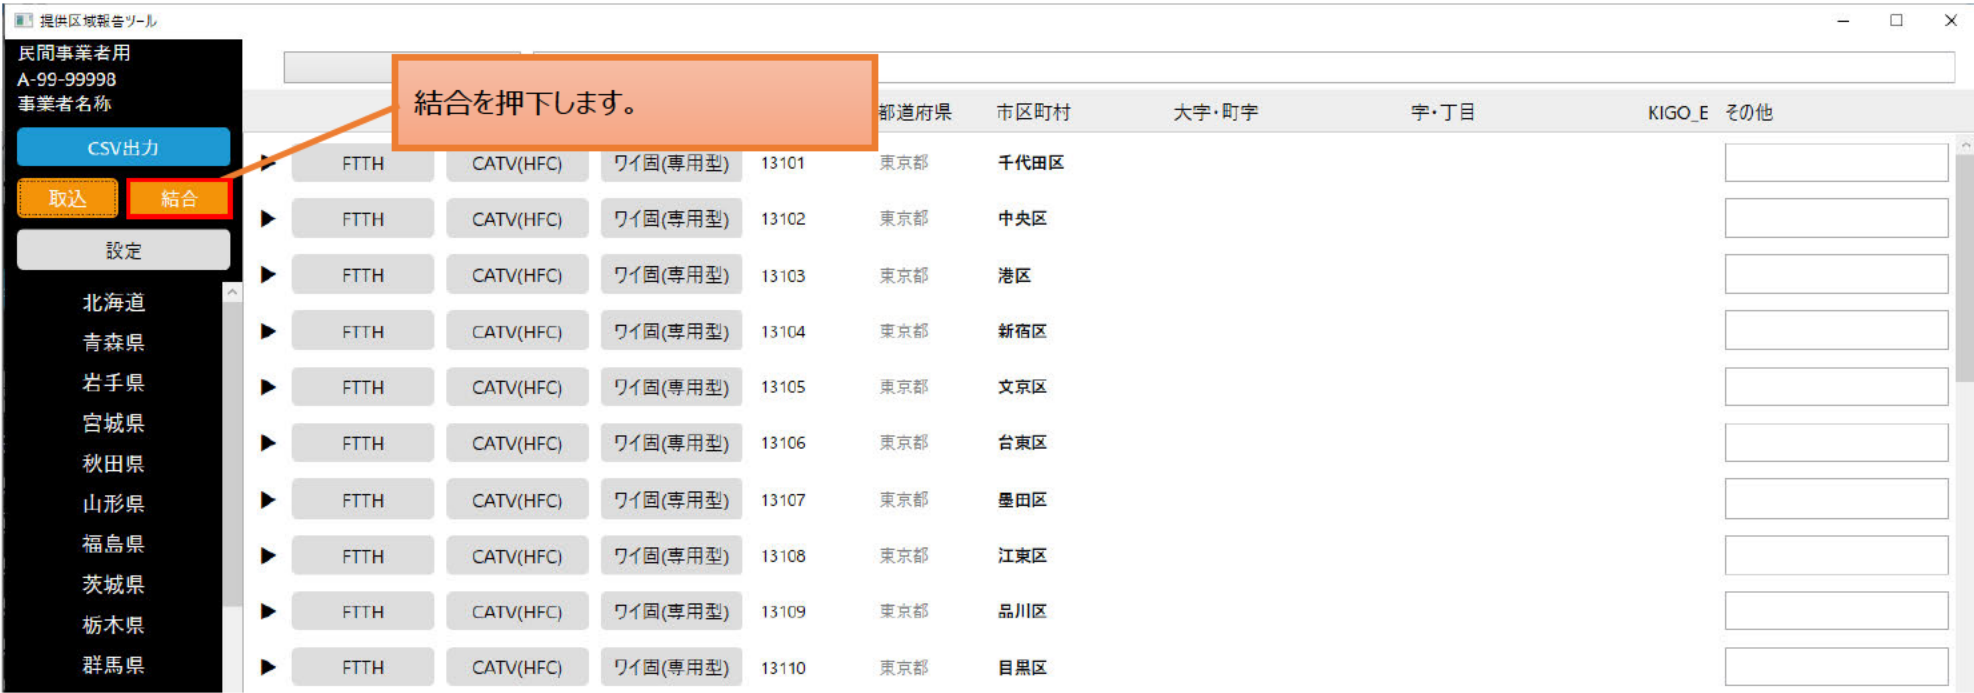 提供区域報告ツール
民間事業者用
A-99-99998
事業者名称
CSV出力
取込 結合
設定
北海道
青森県
岩手県
宮城県
秋田県
山形県
福島県
茨城県
栃木県
群馬県
結合を押下します。
都道府県 市区町村 大字・町字 字・丁目 KIGO_E その他
▶ FTTH CATV(HFC) ワイ固(専用型) 13101 東京都 千代田区
▶ FTTH CATV(HFC) ワイ固(専用型) 13102 東京都 中央区
▶ FTTH CATV(HFC) ワイ固(専用型) 13103 東京都 港区
▶ FTTH CATV(HFC) ワイ固(専用型) 13104 東京都 新宿区
▶ FTTH CATV(HFC) ワイ固(専用型) 13105 東京都 文京区
▶ FTTH CATV(HFC) ワイ固(専用型) 13106 東京都 台東区
▶ FTTH CATV(HFC) ワイ固(専用型) 13107 東京都 墨田区
▶ FTTH CATV(HFC) ワイ固(専用型) 13108 東京都 江東区
▶ FTTH CATV(HFC) ワイ固(専用型) 13109 東京都 品川区
▶ FTTH CATV(HFC) ワイ固(専用型) 13110 東京都 目黒区